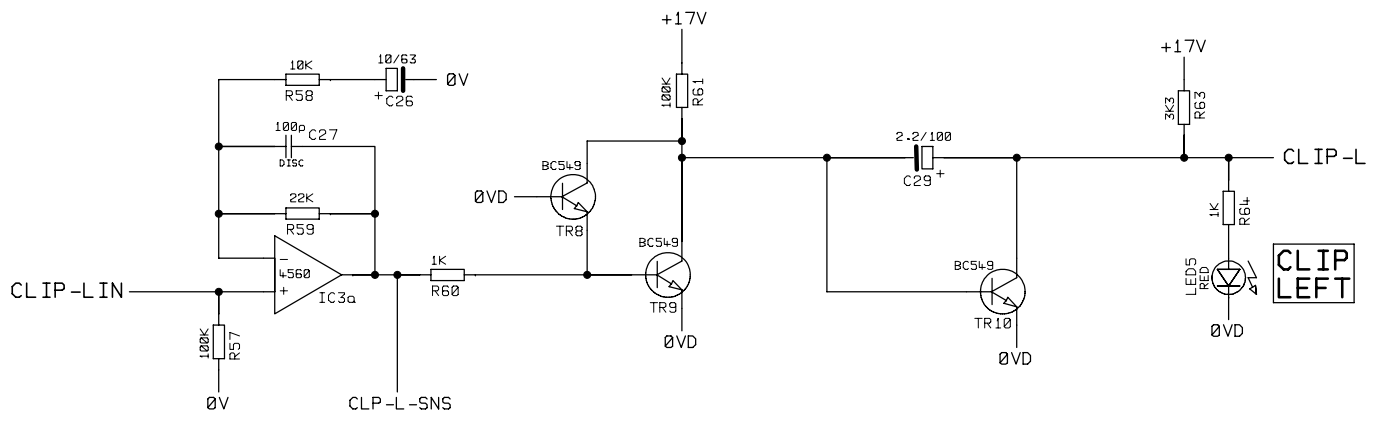 +17V
+17V
10K
R58
10/63
+
C26
0V
100K
R61
3K3
R63
100p
C27
DISC
2.2/100
C29
+
CLIP-L
BC549
0VD
TR8
22K
R59
1K
R64
BC549
-
4560
+
IC3a
1K
R60
TR9
BC549
TR10
LED5
RED
CLIP
LEFT
CLIP-LIN
100K
R57
0VD
0VD
0VD
0V
CLP-L-SNS